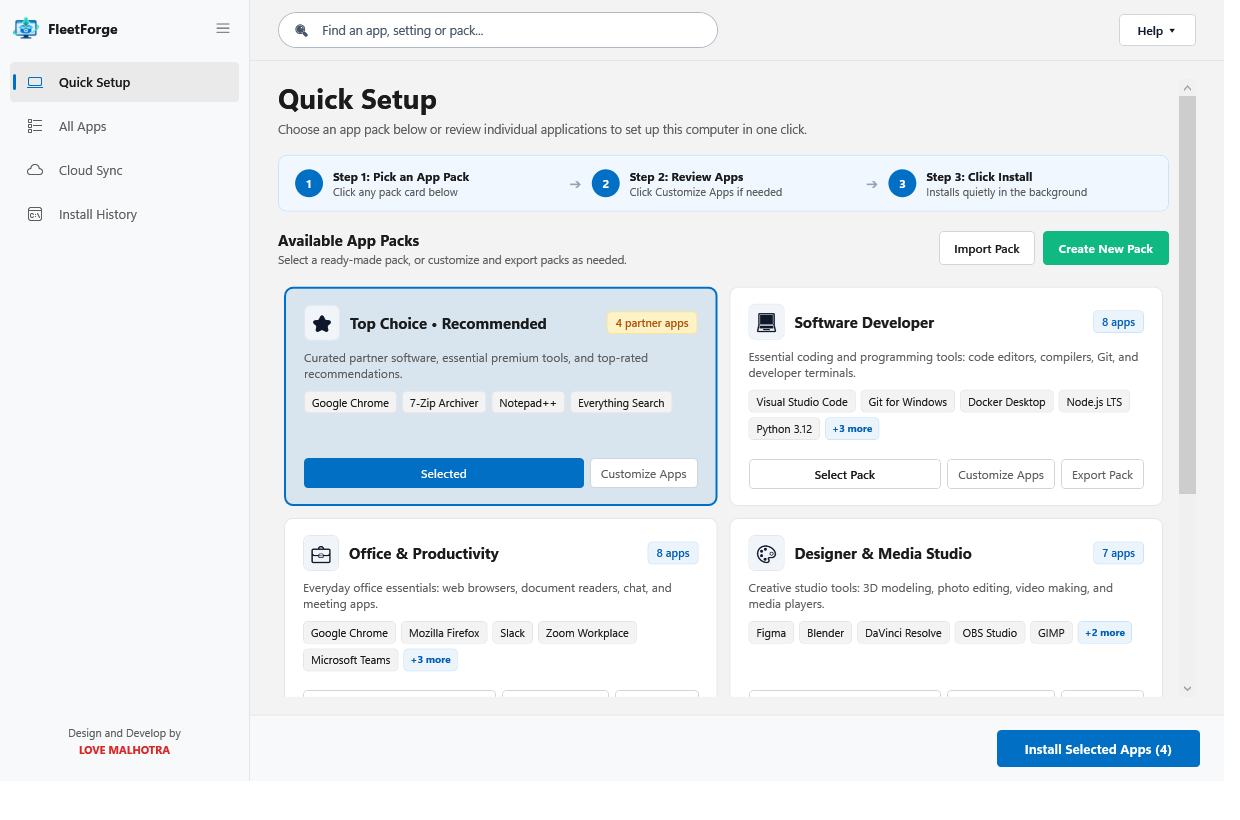 FleetForge
Find an app, setting or pack...
Help
Quick Setup
All Apps
Cloud Sync
Install History
Quick Setup
Choose an app pack below or review individual applications to set up this computer in one click.
1 Step 1: Pick an App Pack
Click any pack card below
→ 2 Step 2: Review Apps
Click Customize Apps if needed
→ 3 Step 3: Click Install
Installs quietly in the background
Available App Packs
Select a ready-made pack, or customize and export packs as needed.
Import Pack
Create New Pack
Top Choice • Recommended
4 partner apps
Curated partner software, essential premium tools, and top-rated
recommendations.
Google Chrome 7-Zip Archiver Notepad++ Everything Search
Selected Customize Apps
Software Developer
8 apps
Essential coding and programming tools: code editors, compilers, Git, and
developer terminals.
Visual Studio Code Git for Windows Docker Desktop Node.js LTS
Python 3.12 +3 more
Select Pack Customize Apps Export Pack
Office & Productivity
8 apps
Everyday office essentials: web browsers, document readers, chat, and
meeting apps.
Google Chrome Mozilla Firefox Slack Zoom Workplace
Microsoft Teams +3 more
Designer & Media Studio
7 apps
Creative studio tools: 3D modeling, photo editing, video making, and
media players.
Figma Blender DaVinci Resolve OBS Studio GIMP +2 more
Design and Develop by
LOVE MALHOTRA
Install Selected Apps (4)